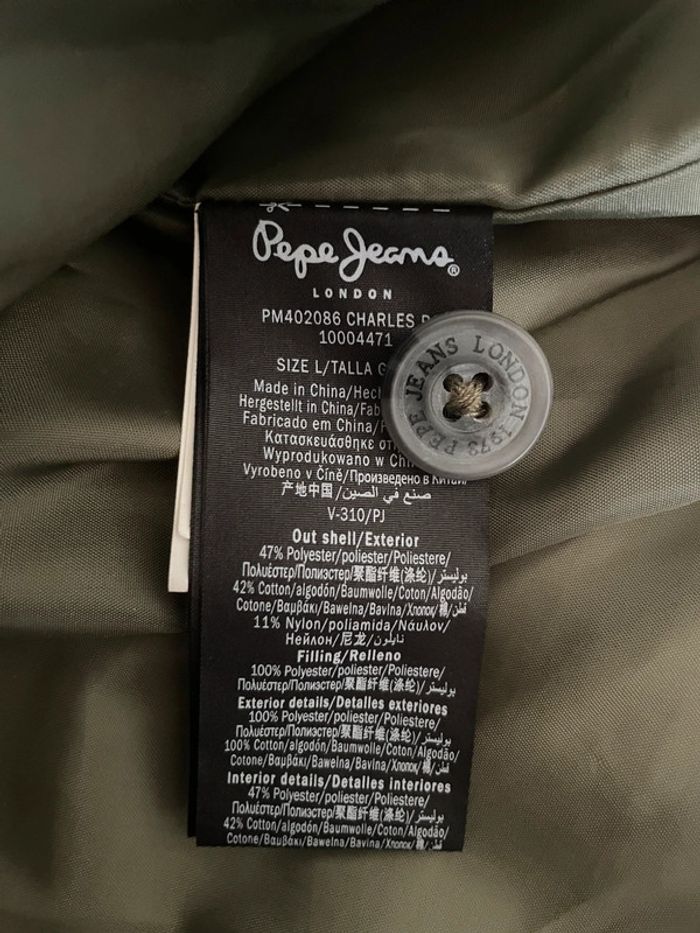 Pepe Jeans®
LONDON
PM402086 CHARLES
10004471
SIZE L/TALLA G
Made in China/
Hergestellt in China/
Fabricado em China/
Κατασκευάσθηκε
Wyprodukowano w
Vyrobeno v Číně/Произведено в
产地中国/صنع في الصين
V-310/PJ
Out shell/Exterior
47% Polyester/poliester/Poliestere/
Πολυέστερ/Полиэстер/聚酯纤维(涤纶)/بوليستر
42% Cotton/algodón/Baumwolle/Coton/Algodão/
Cotone/Βαμβάκι/Bawełna/Bavlna/Хлопок/棉/قطن
11% Nylon/poliamida/Νάυλον/
Нейлон/尼龙/نايلون
Filling/Relleno
100% Polyester/poliester/Poliestere/
Πολυέστερ/Полиэстер/聚酯纤维(涤纶)/بوليستر
Exterior details/Detalles exteriores
100% Polyester/poliester/Poliestere/
Πολυέστερ/Полиэстер/聚酯纤维(涤纶)/بوليستر
100% Cotton/algodón/Baumwolle/Coton/Algodão/
Cotone/Βαμβάκι/Bawełna/Bavlna/Хлопок/棉/قطن
Interior details/Detalles interiores
47% Polyester/poliester/Poliestere/
Πολυέστερ/Полиэстер/聚酯纤维(涤纶)/بوليستر
42% Cotton/algodón/Baumwolle/Coton/Algodão/
Cotone/Βαμβάκι/Bawełna/Bavlna/Хлопок/棉/قطن
PEPE JEANS LONDON 1973